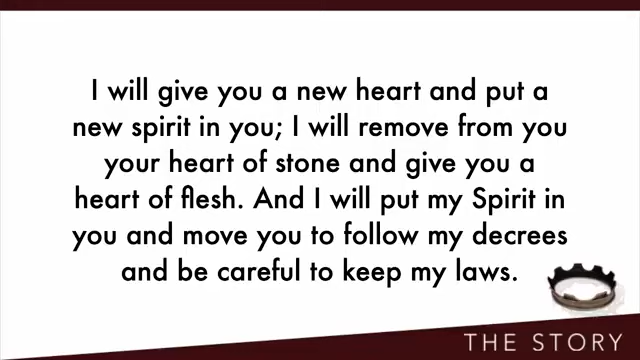 I will give you a new heart and put a
new spirit in you; I will remove from you
your heart of stone and give you a
heart of flesh. And I will put my Spirit in
you and move you to follow my decrees
and be careful to keep my laws.
THE STORY